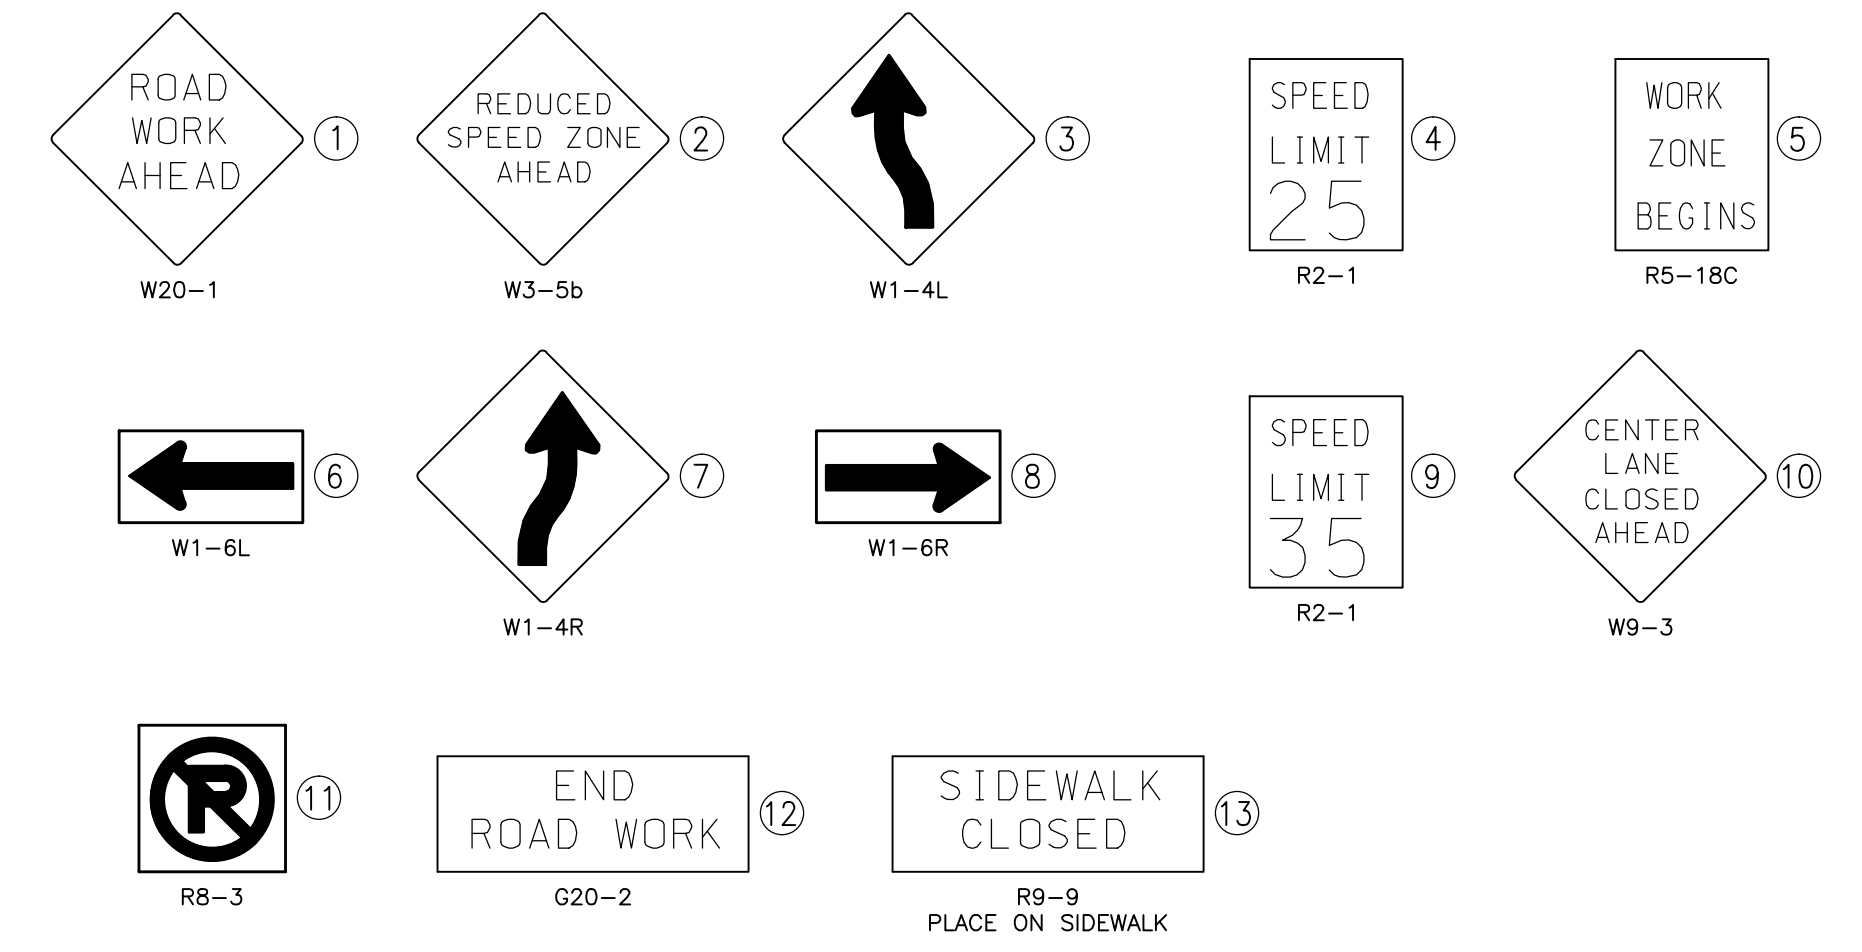 ROAD
WORK
AHEAD
1
W20-1
REDUCED
SPEED ZONE
AHEAD
2
W3-5b
3
W1-4L
SPEED
LIMIT
25
4
R2-1
WORK
ZONE
BEGINS
5
R5-18C
6
W1-6L
7
W1-4R
8
W1-6R
SPEED
LIMIT
35
9
R2-1
CENTER
LANE
CLOSED
AHEAD
10
W9-3
P
11
R8-3
END
ROAD WORK
12
G20-2
SIDEWALK
CLOSED
13
R9-9
PLACE ON SIDEWALK